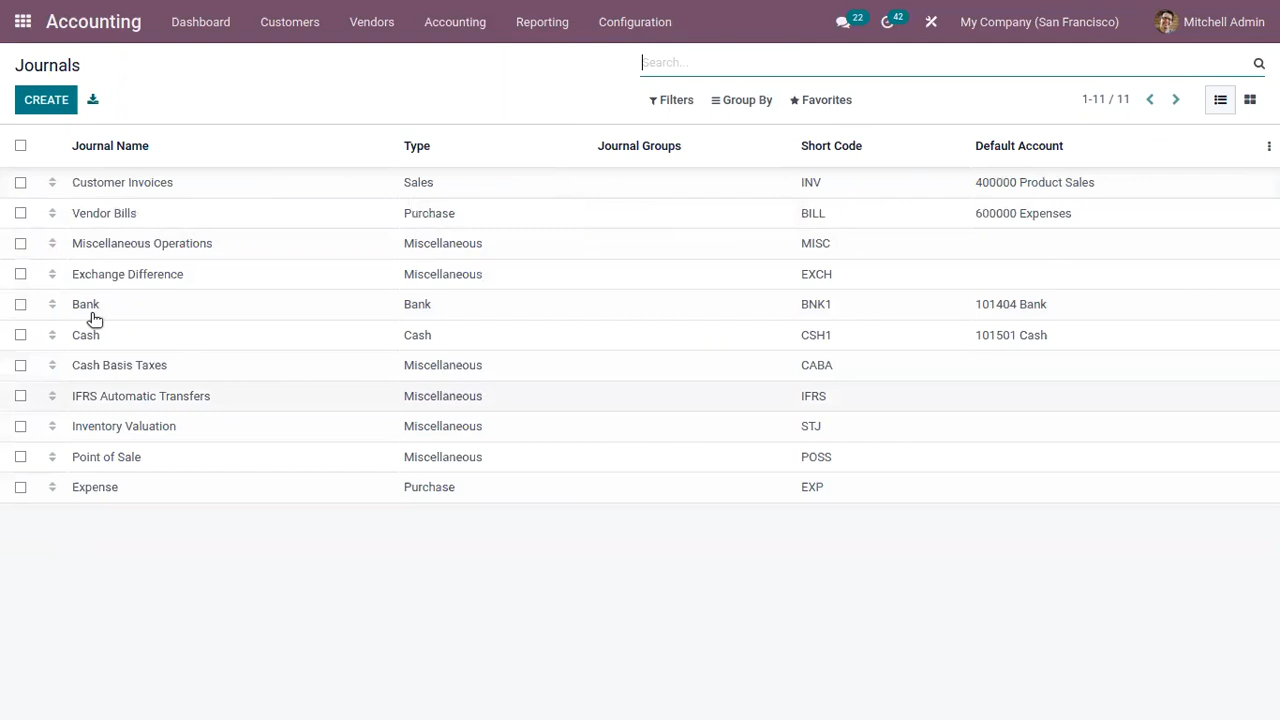 Accounting Dashboard Customers Vendors Accounting Reporting Configuration 22 42 My Company (San Francisco) Mitchell Admin
Journals Search...
CREATE Filters Group By Favorites 1-11 / 11
Journal Name Type Journal Groups Short Code Default Account
Customer Invoices Sales INV 400000 Product Sales
Vendor Bills Purchase BILL 600000 Expenses
Miscellaneous Operations Miscellaneous MISC
Exchange Difference Miscellaneous EXCH
Bank Bank BNK1 101404 Bank
Cash Cash CSH1 101501 Cash
Cash Basis Taxes Miscellaneous CABA
IFRS Automatic Transfers Miscellaneous IFRS
Inventory Valuation Miscellaneous STJ
Point of Sale Miscellaneous POSS
Expense Purchase EXP